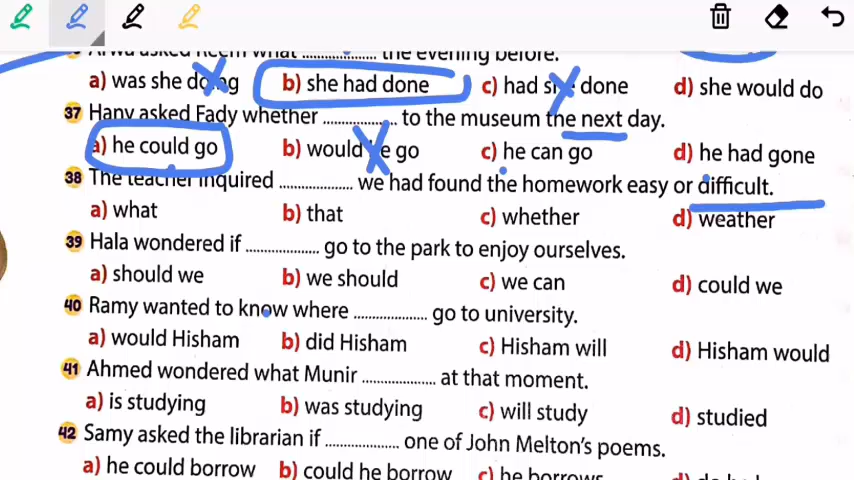 Arwa asked Reem what .................. the evening before.
a) was she doing b) she had done c) had she done d) she would do
37 Hany asked Fady whether .................. to the museum the next day.
a) he could go b) would he go c) he can go d) he had gone
38 The teacher inquired .................. we had found the homework easy or difficult.
a) what b) that c) whether d) weather
39 Hala wondered if .................. go to the park to enjoy ourselves.
a) should we b) we should c) we can d) could we
40 Ramy wanted to know where .................. go to university.
a) would Hisham b) did Hisham c) Hisham will d) Hisham would
41 Ahmed wondered what Munir .................. at that moment.
a) is studying b) was studying c) will study d) studied
42 Samy asked the librarian if .................. one of John Melton's poems.
a) he could borrow b) could he borrow c) he borrows